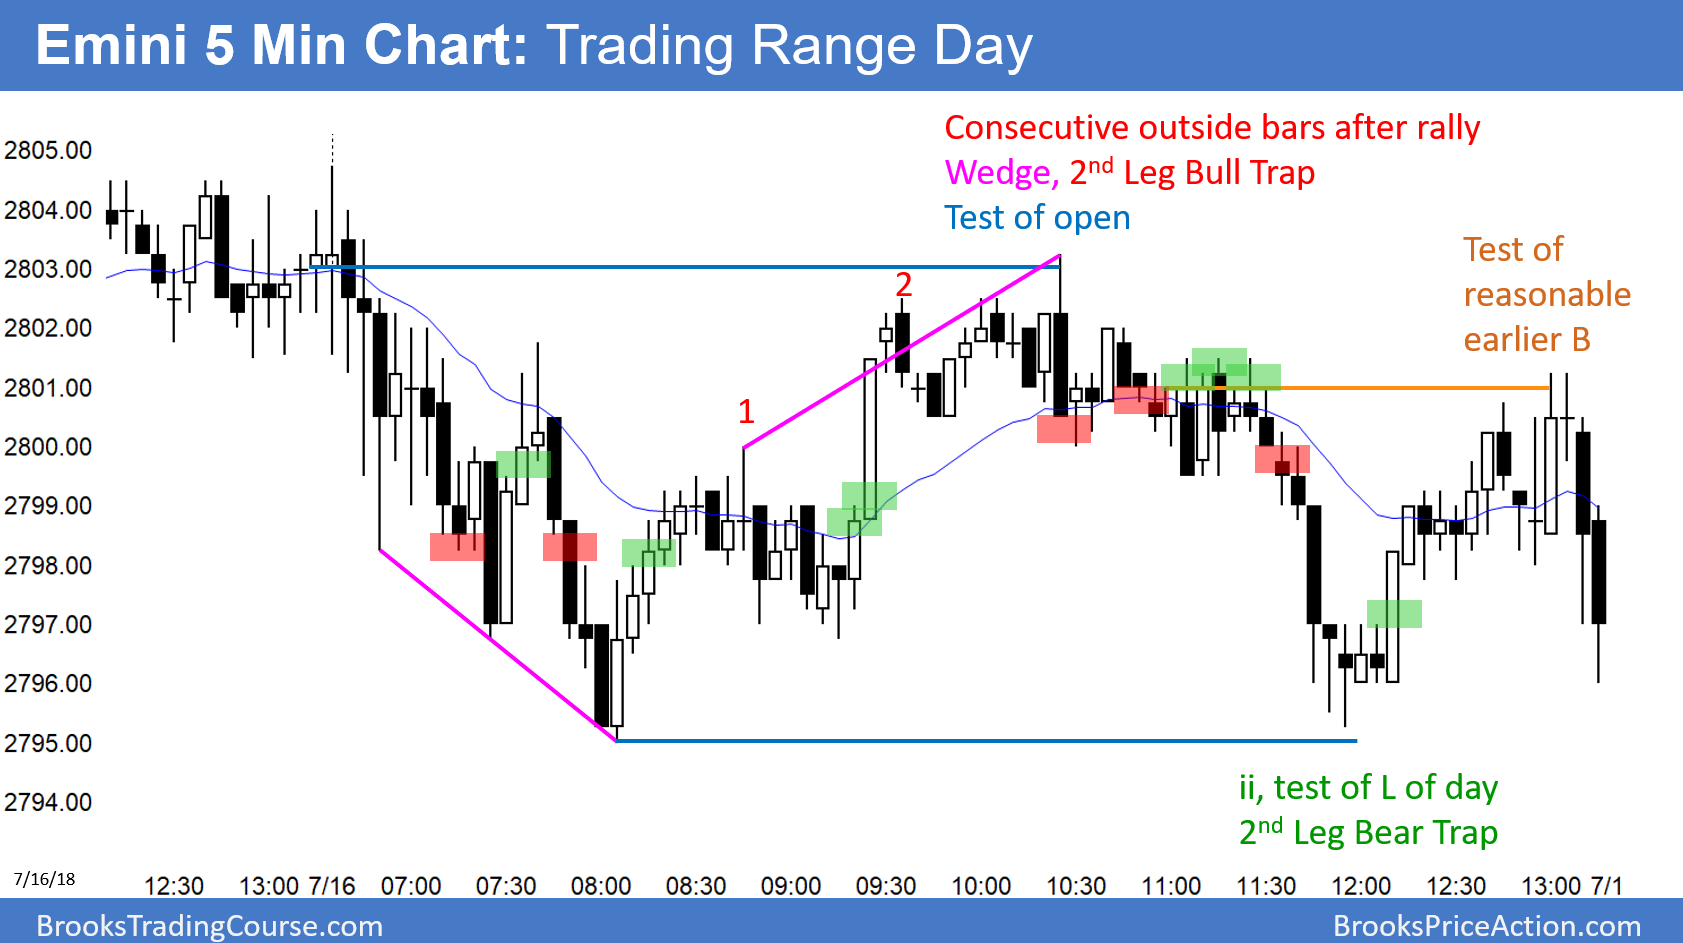 Emini 5 Min Chart: Trading Range Day
Consecutive outside bars after rally
Wedge, 2nd Leg Bull Trap
Test of open
Test of
reasonable
earlier B
2805.00
2804.00
2803.00
2802.00
2801.00
2800.00
2799.00
2798.00
2797.00
2796.00
2795.00
2794.00
1
2
ii, test of L of day
2nd Leg Bear Trap
7/16/18
12:30 13:00 7/16 07:00 07:30 08:00 08:30 09:00 09:30 10:00 10:30 11:00 11:30 12:00 12:30 13:00 7/1
BrooksTradingCourse.com
BrooksPriceAction.com